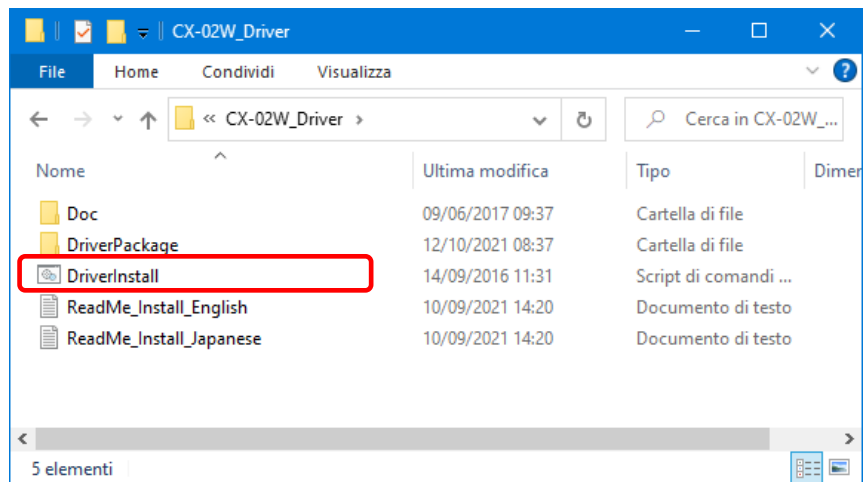 CX-02W_Driver
File Home Condividi Visualizza ?
« CX-02W_Driver › Cerca in CX-02W_...
Nome Ultima modifica Tipo Dimer
Doc 09/06/2017 09:37 Cartella di file
DriverPackage 12/10/2021 08:37 Cartella di file
DriverInstall 14/09/2016 11:31 Script di comandi ...
ReadMe_Install_English 10/09/2021 14:20 Documento di testo
ReadMe_Install_Japanese 10/09/2021 14:20 Documento di testo
5 elementi